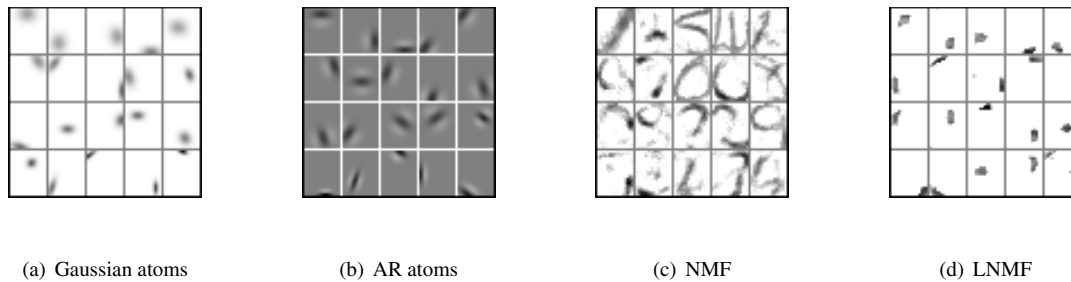 (a) Gaussian atoms
(b) AR atoms
(c) NMF
(d) LNMF